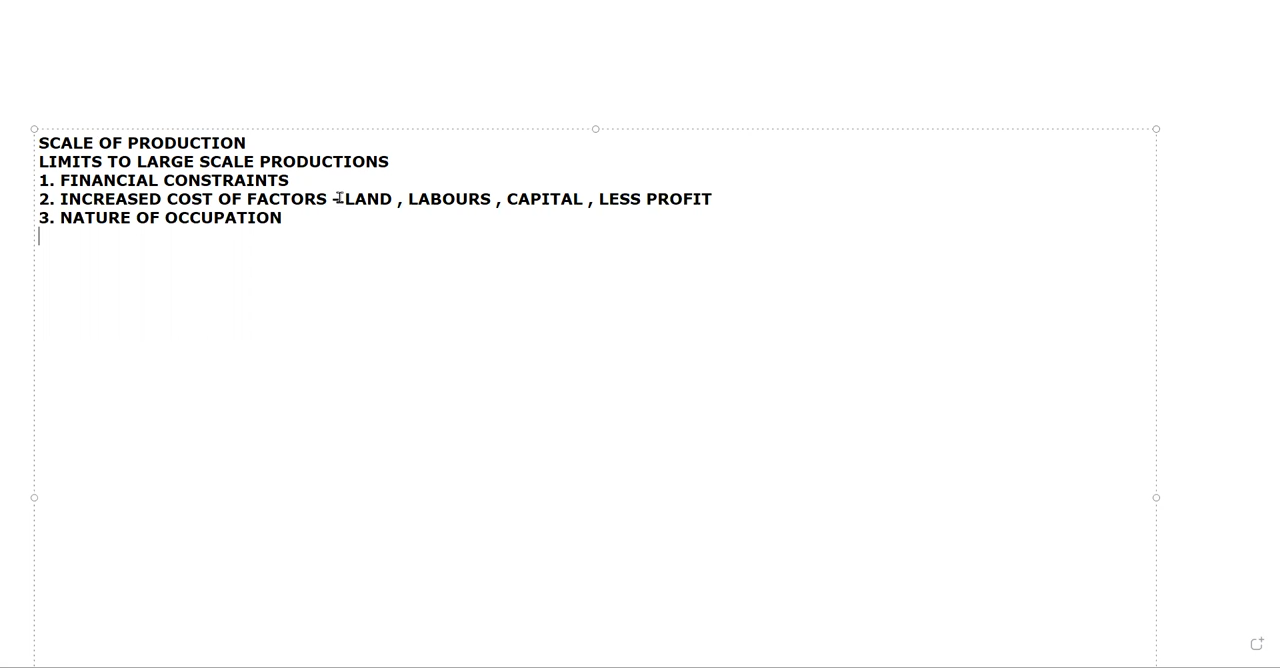 SCALE OF PRODUCTION
LIMITS TO LARGE SCALE PRODUCTIONS
1. FINANCIAL CONSTRAINTS
2. INCREASED COST OF FACTORS - LAND , LABOURS , CAPITAL , LESS PROFIT
3. NATURE OF OCCUPATION